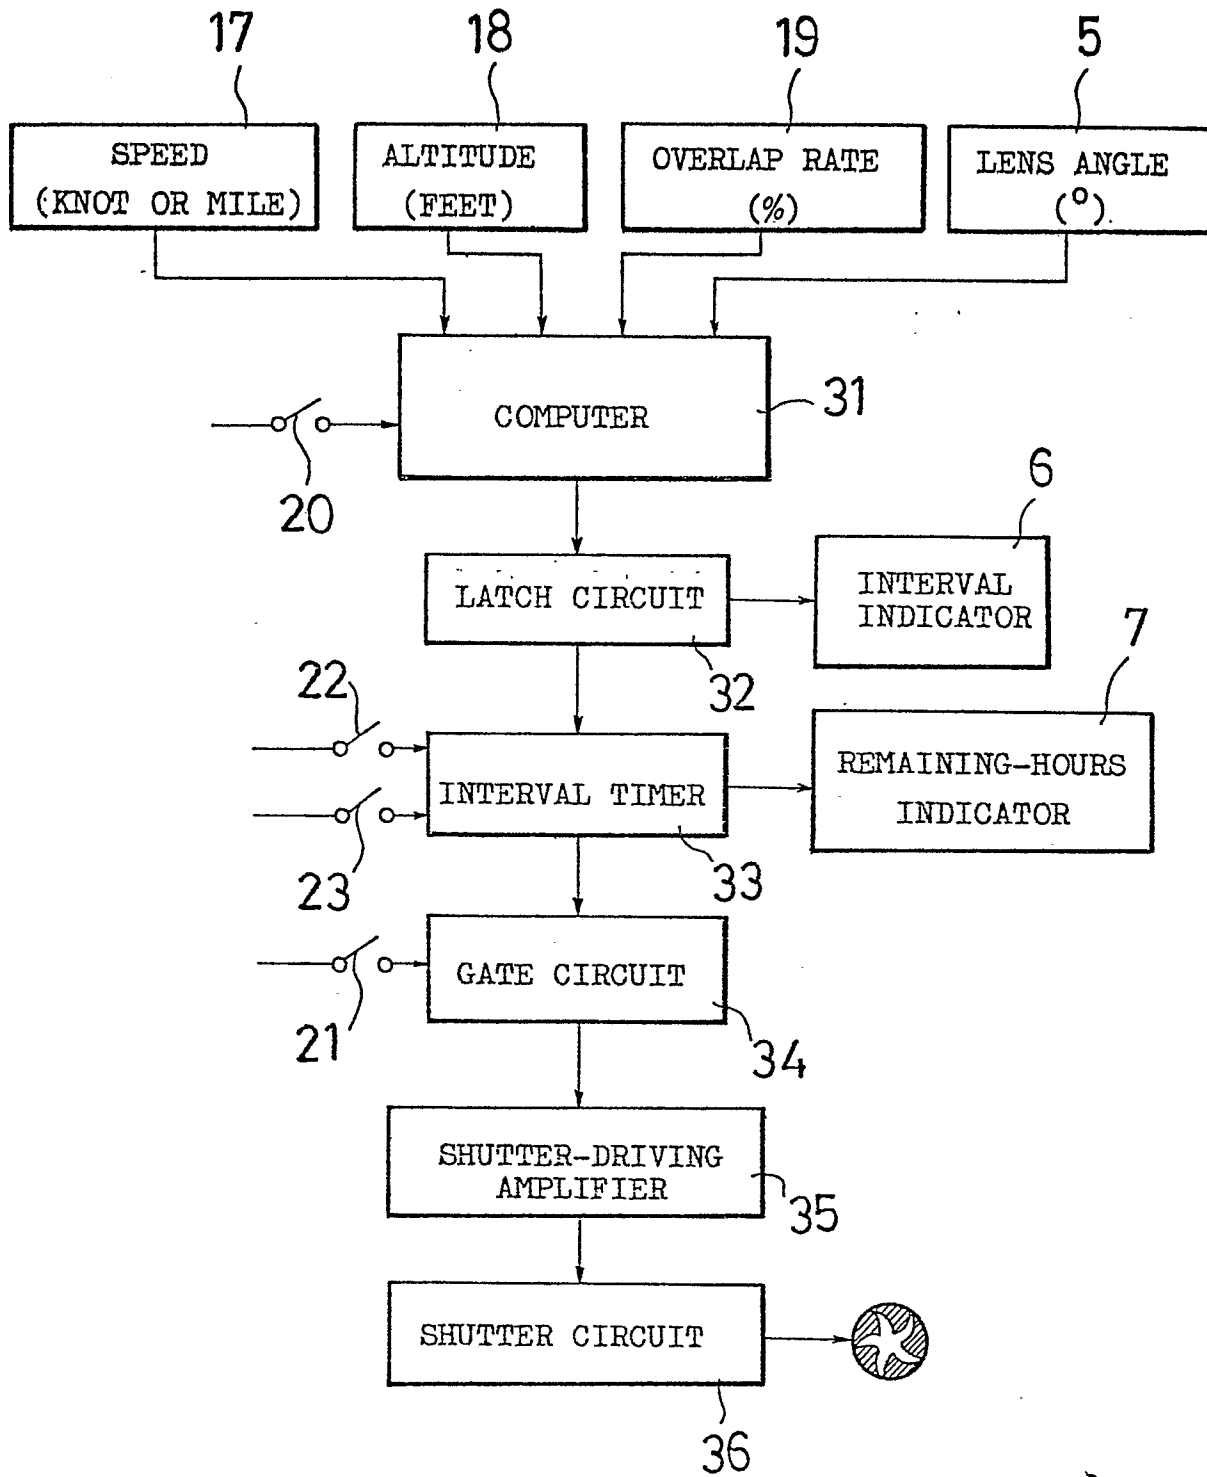 17
18
19
5
SPEED
(KNOT OR MILE)
ALTITUDE
(FEET)
OVERLAP RATE
(%)
LENS ANGLE
(°)
COMPUTER
31
20
6
LATCH CIRCUIT
32
INTERVAL
INDICATOR
7
22
INTERVAL TIMER
33
23
REMAINING-HOURS
INDICATOR
GATE CIRCUIT
34
21
SHUTTER-DRIVING
AMPLIFIER
35
SHUTTER CIRCUIT
36